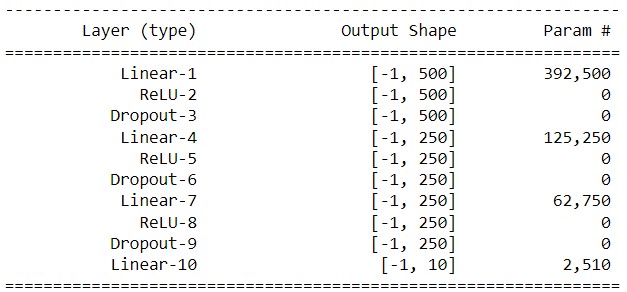 ----------------------------------------------------------------
Layer (type) Output Shape Param #
================================================================
Linear-1 [-1, 500] 392,500
ReLU-2 [-1, 500] 0
Dropout-3 [-1, 500] 0
Linear-4 [-1, 250] 125,250
ReLU-5 [-1, 250] 0
Dropout-6 [-1, 250] 0
Linear-7 [-1, 250] 62,750
ReLU-8 [-1, 250] 0
Dropout-9 [-1, 250] 0
Linear-10 [-1, 10] 2,510
================================================================